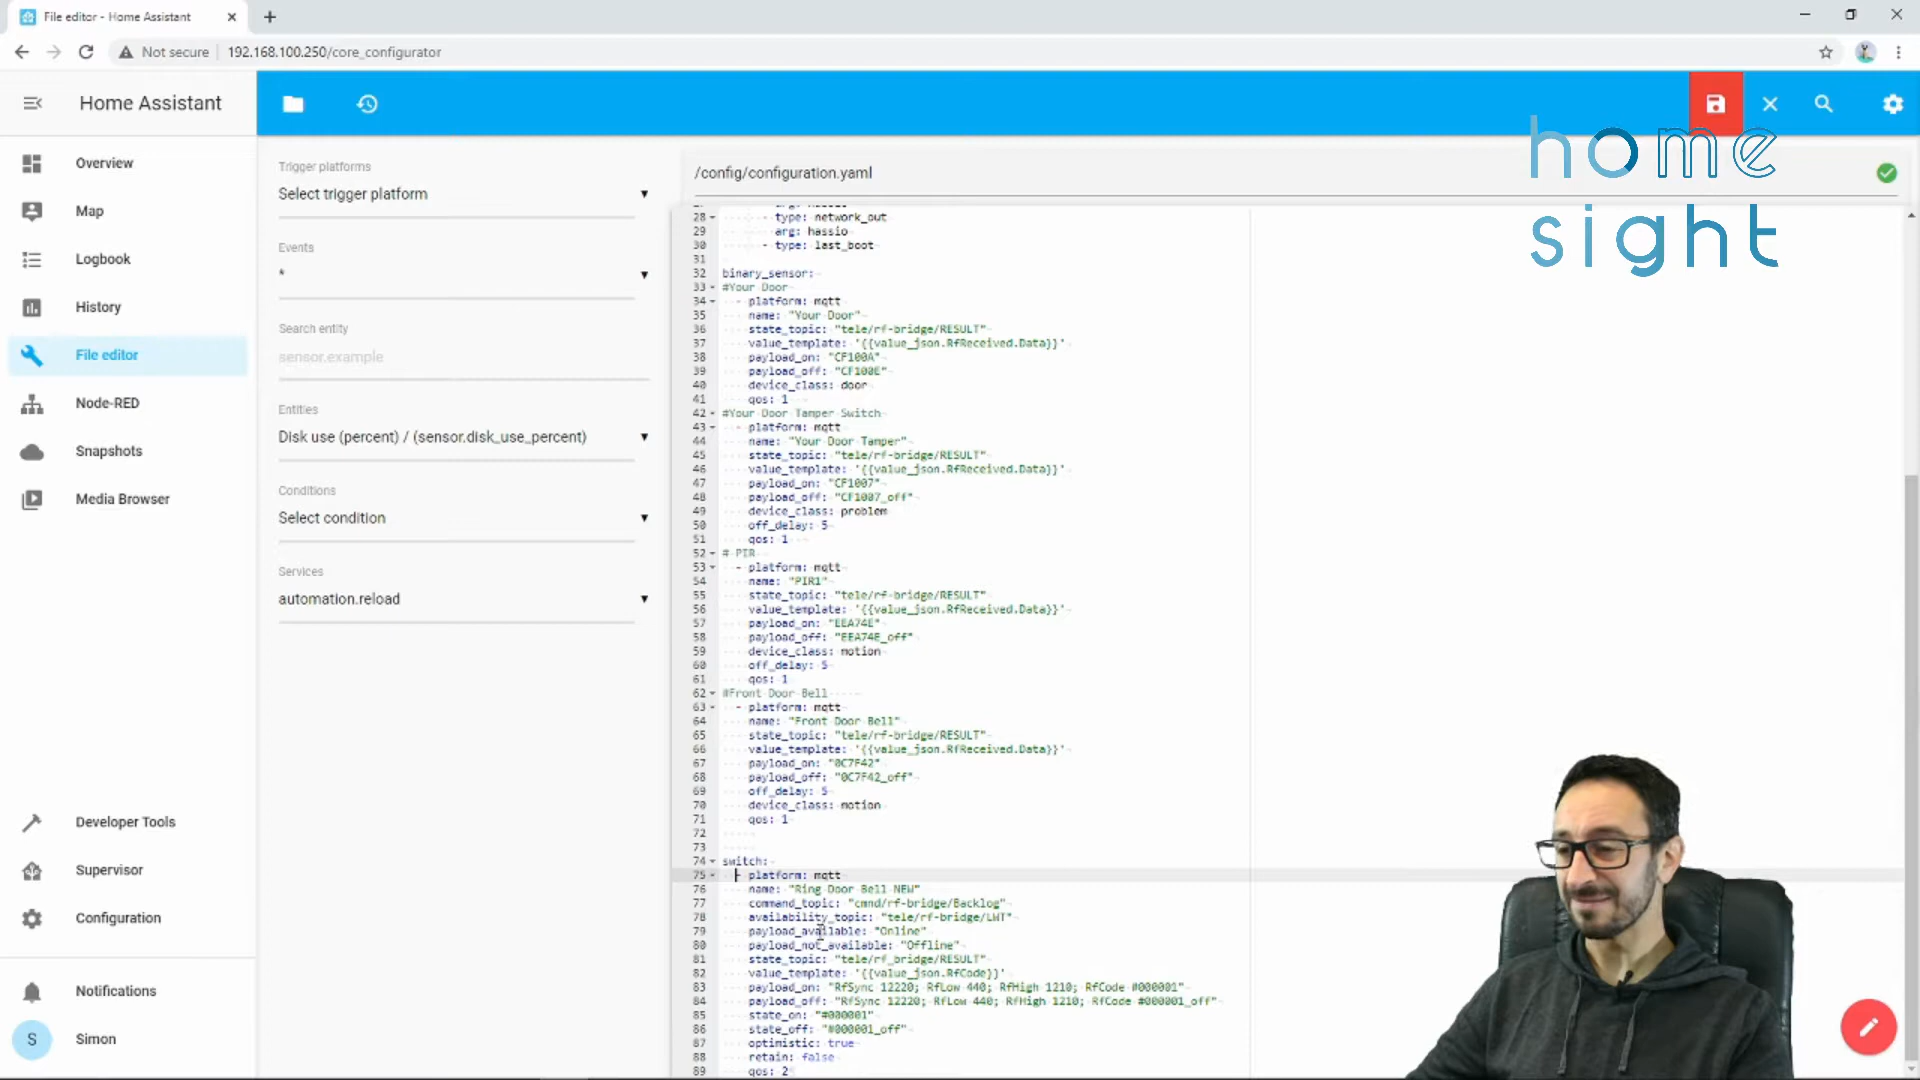 File editor - Home Assistant
Not secure
192.168.100.250/core_configurator
Home Assistant
home
sight
Overview
Map
Logbook
History
File editor
Node-RED
Snapshots
Media Browser
Developer Tools
Supervisor
Configuration
Notifications
S
Simon
Trigger platforms
Select trigger platform
Events
*
Search entity
sensor.example
Entities
Disk use (percent) / (sensor.disk_use_percent)
Conditions
Select condition
Services
automation.reload
/config/configuration.yaml
28 - type: network_out
29 arg: hassio
30 - type: last_boot
31
32 binary_sensor:
33 #Your Door
34 - platform: mqtt
35 name: "Your Door"
36 state_topic: "tele/rf-bridge/RESULT"
37 value_template: '{{value_json.RfReceived.Data}}'
38 payload_on: "CF100A"
39 payload_off: "CF100E"
40 device_class: door
41 qos: 1
42 #Your Door Tamper Switch
43 - platform: mqtt
44 name: "Your Door Tamper"
45 state_topic: "tele/rf-bridge/RESULT"
46 value_template: '{{value_json.RfReceived.Data}}'
47 payload_on: "CF1007"
48 payload_off: "CF1007_off"
49 device_class: problem
50 off_delay: 5
51 qos: 1
52 # PIR
53 - platform: mqtt
54 name: "PIR1"
55 state_topic: "tele/rf-bridge/RESULT"
56 value_template: '{{value_json.RfReceived.Data}}'
57 payload_on: "EEA74E"
58 payload_off: "EEA74E_off"
59 device_class: motion
60 off_delay: 5
61 qos: 1
62 #Front Door Bell
63 - platform: mqtt
64 name: "Front Door Bell"
65 state_topic: "tele/rf-bridge/RESULT"
66 value_template: '{{value_json.RfReceived.Data}}'
67 payload_on: "0C7F42"
68 payload_off: "0C7F42_off"
69 off_delay: 5
70 device_class: motion
71 qos: 1
72
73
74 switch:
75 - platform: mqtt
76 name: "Ring Door Bell NEW"
77 command_topic: "cmnd/rf-bridge/Backlog"
78 availability_topic: "tele/rf-bridge/LWT"
79 payload_available: "Online"
80 payload_not_available: "Offline"
81 state_topic: "tele/rf_bridge/RESULT"
82 value_template: '{{value_json.RfCode}}'
83 payload_on: "RfSync 12220; RfLow 440; RfHigh 1210; RfCode #000001"
84 payload_off: "RfSync 12220; RfLow 440; RfHigh 1210; RfCode #000001_off"
85 state_on: "#000001"
86 state_off: "#000001_off"
87 optimistic: true
88 retain: false
89 qos: 2